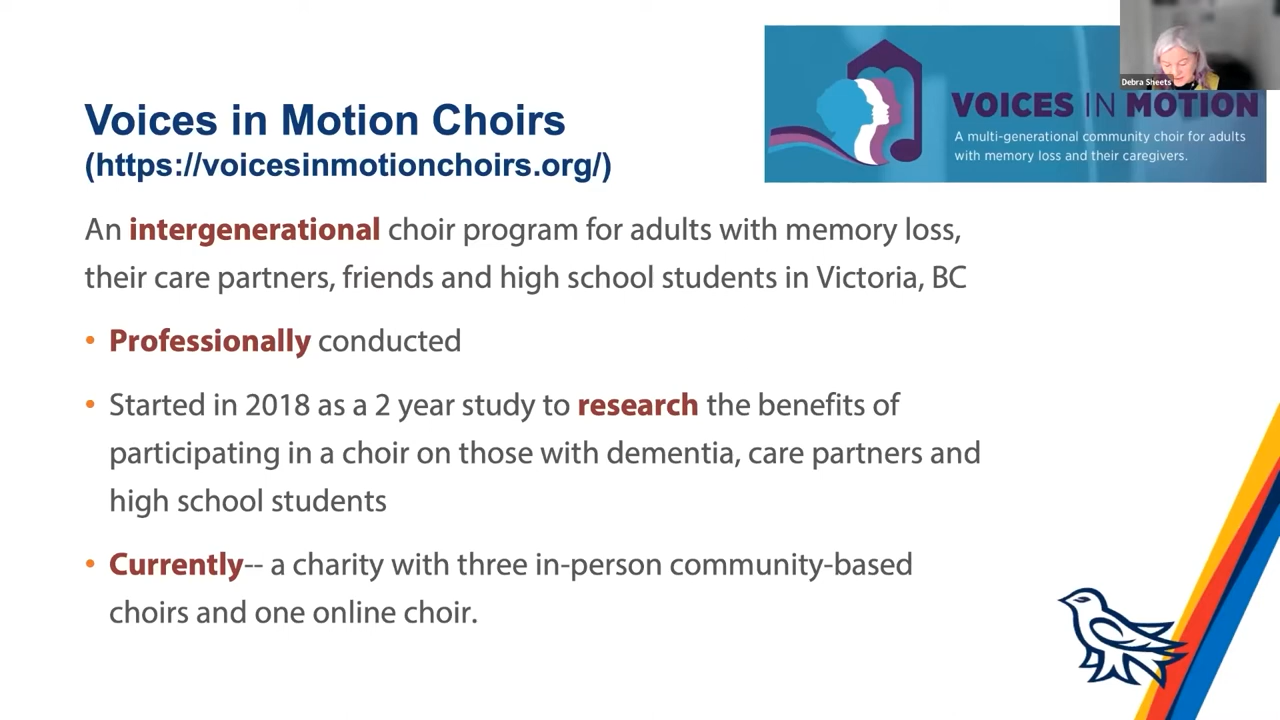 Debra Sheets
VOICES IN MOTION
A multi-generational community choir for adults
with memory loss and their caregivers.
Voices in Motion Choirs
(https://voicesinmotionchoirs.org/)
An intergenerational choir program for adults with memory loss,
their care partners, friends and high school students in Victoria, BC
• Professionally conducted
• Started in 2018 as a 2 year study to research the benefits of
participating in a choir on those with dementia, care partners and
high school students
• Currently-- a charity with three in-person community-based
choirs and one online choir.